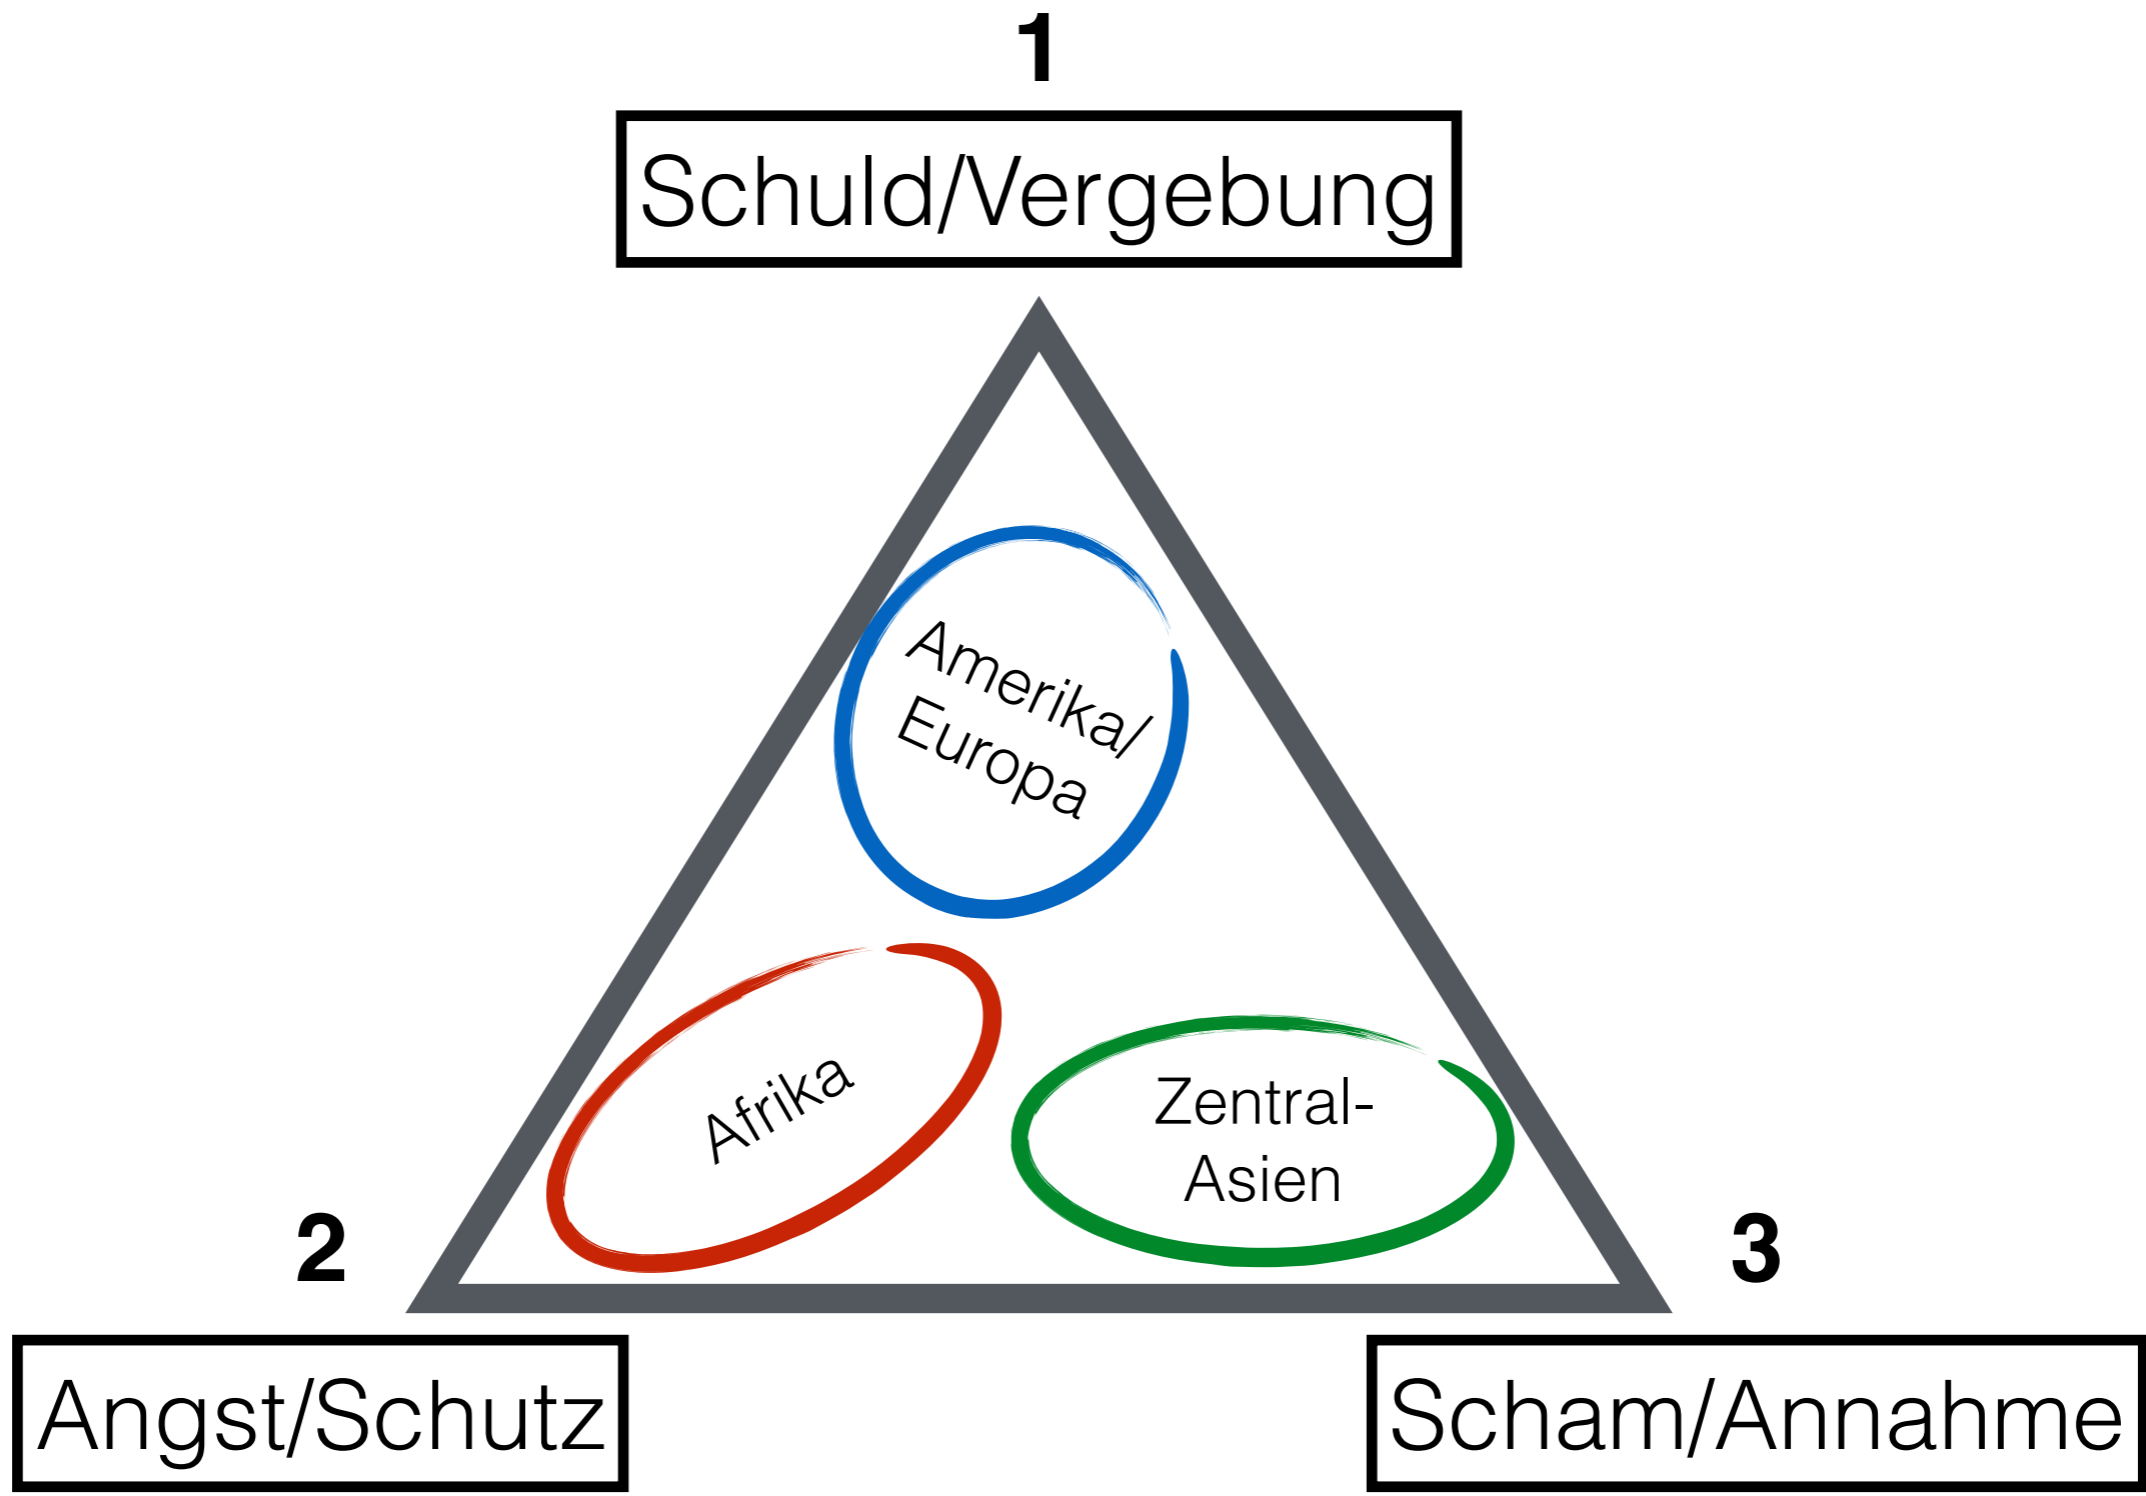 1
Schuld/Vergebung
Amerika/
Europa
Afrika
Zentral-
Asien
2
3
Angst/Schutz
Scham/Annahme